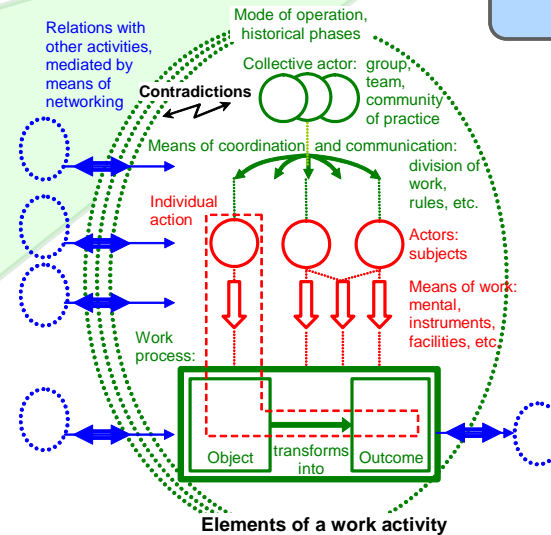 Relations with
other activities,
mediated by
means of
networking
Mode of operation,
historical phases
Contradictions
Collective actor: group,
team,
community
of practice
Means of coordination and communication:
division of
work,
rules, etc.
Individual
action
Actors:
subjects
Means of work:
mental,
instruments,
facilities, etc.
Work
process:
Object
transforms
into
Outcome
Elements of a work activity